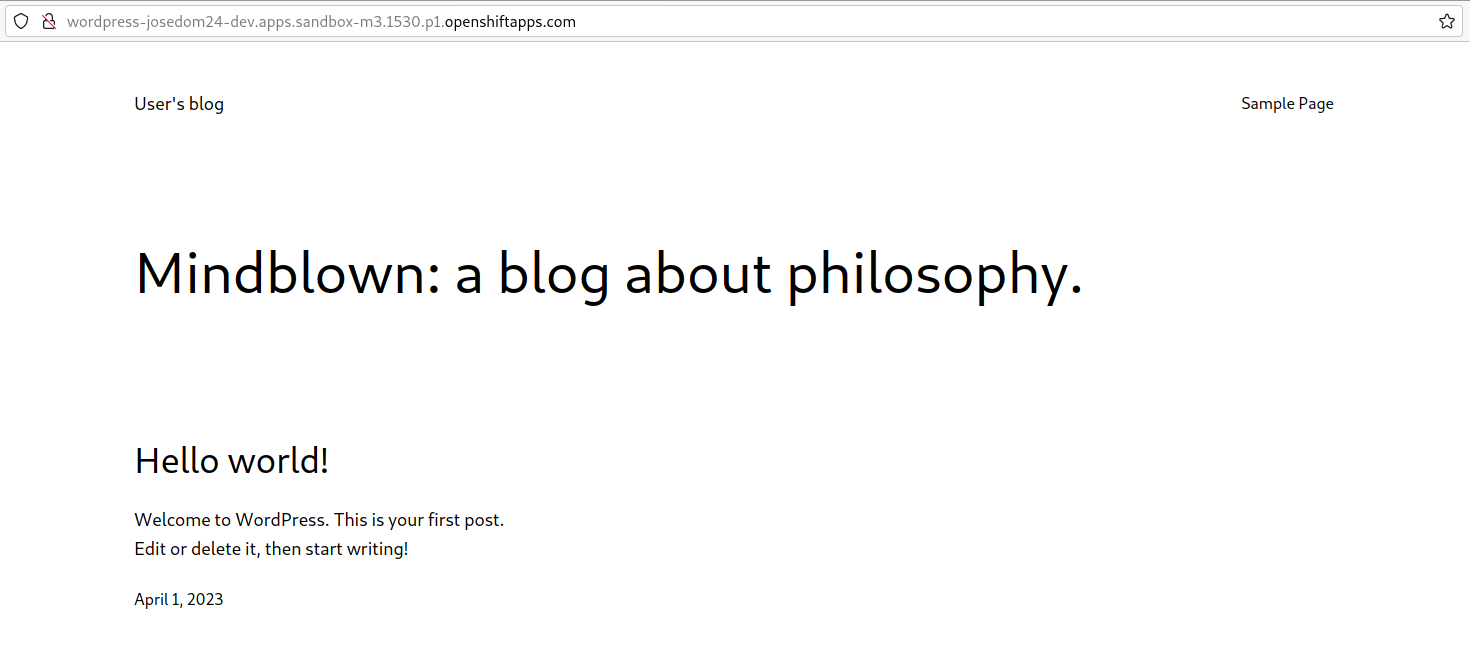 wordpress-josedom24-dev.apps.sandbox-m3.1530.p1.openshiftapps.com
User's blog
Sample Page
Mindblown: a blog about philosophy.
Hello world!
Welcome to WordPress. This is your first post.
Edit or delete it, then start writing!
April 1, 2023